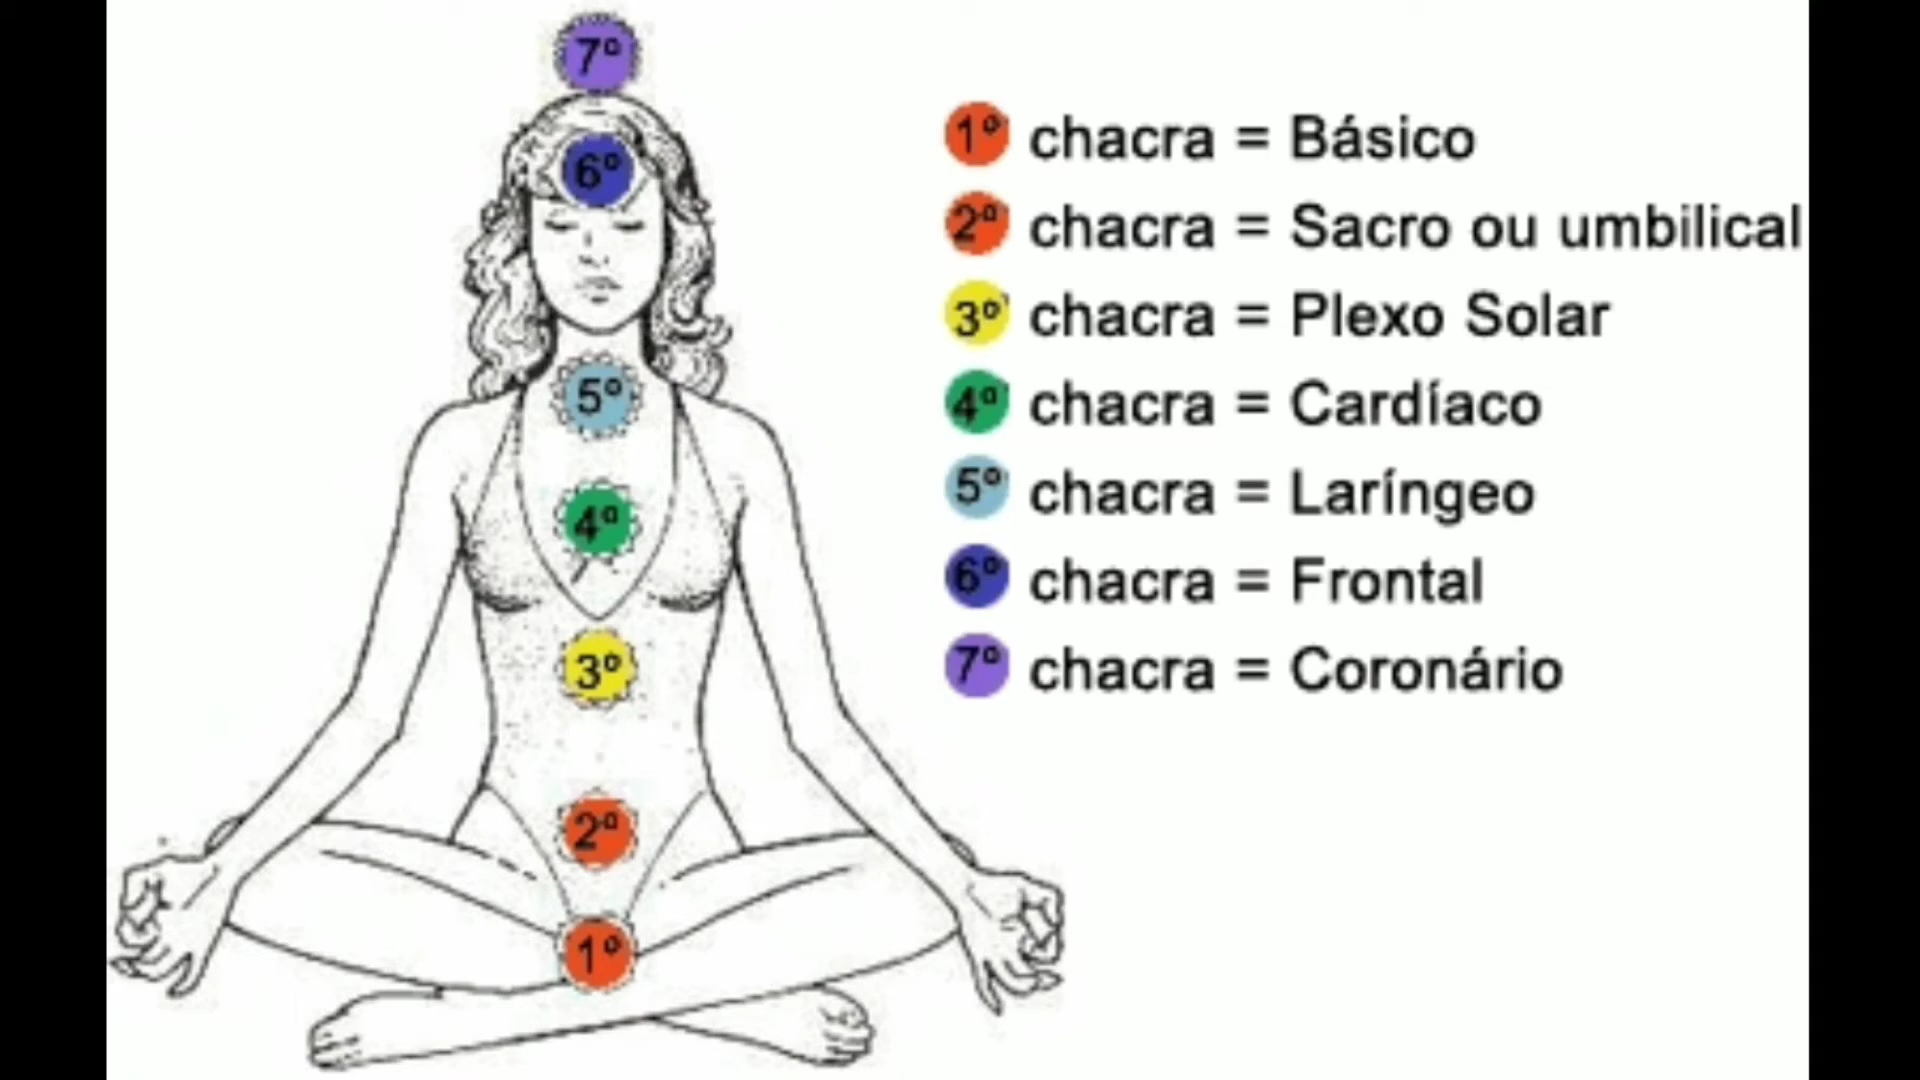 7º
6º
5º
4º
3º
2º
1º
1º chacra = Básico
2º chacra = Sacro ou umbilical
3º chacra = Plexo Solar
4º chacra = Cardíaco
5º chacra = Laríngeo
6º chacra = Frontal
7º chacra = Coronário